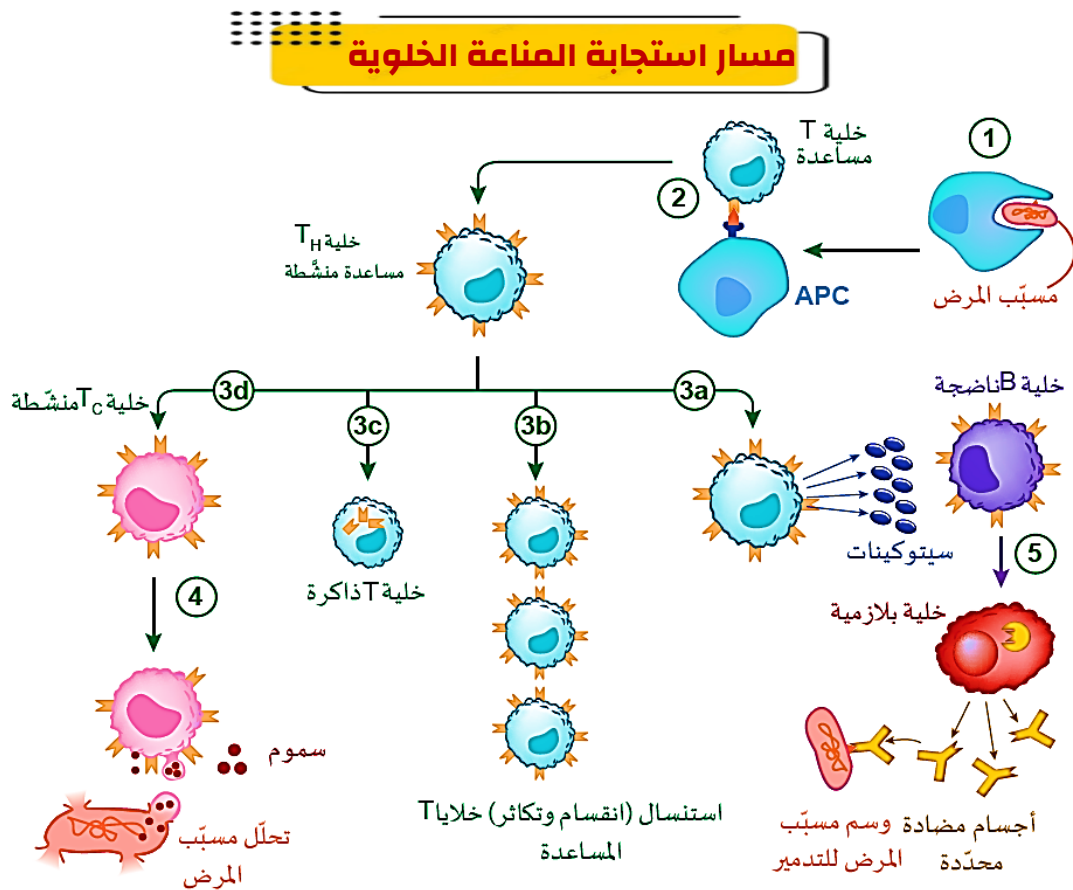 مسار استجابة المناعة الخلوية
1
خلية T
مساعدة
2
مسبّب المرض
APC
خلية TH
مساعدة منشَّطة
3a
3b
3c
3d
خلية B ناضجة
سيتوكينات
5
خلية بلازمية
أجسام مضادة
محدّدة
وسم مسبّب
المرض للتدمير
استنسال (انقسام وتكاثر) خلايا T
المساعدة
خلية T ذاكرة
خلية TC منشّطة
4
سموم
تحلّل مسبّب
المرض